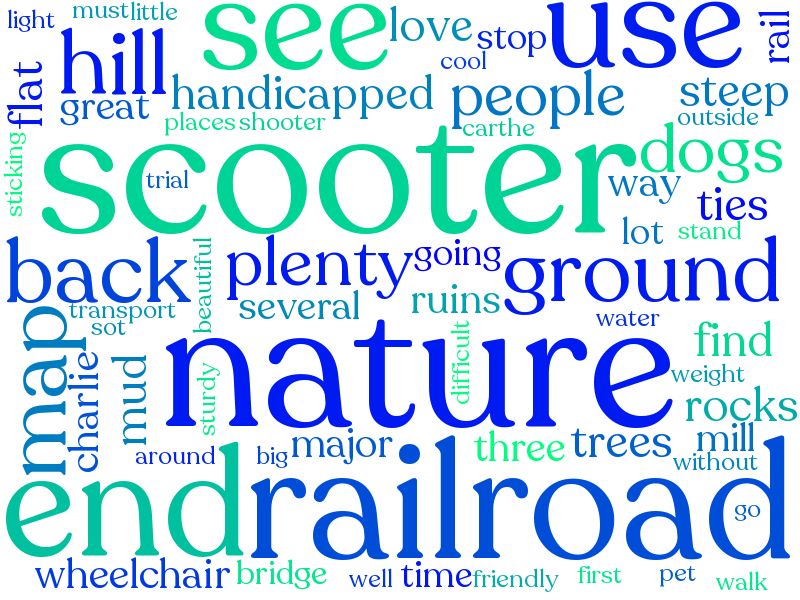 light must little see love stop use rail
hill cool
flat great handicapped people steep
places shooter carthe outside
sticking scooter dogs
trial way ties
lot stand
back beautiful plenty going ground
transport several ruins
sot water
map nature difficult find
charlie mud sturdy weight
rocks
around big major three trees mill
without
end railroad
go
wheelchair bridge well time friendly first pet walk